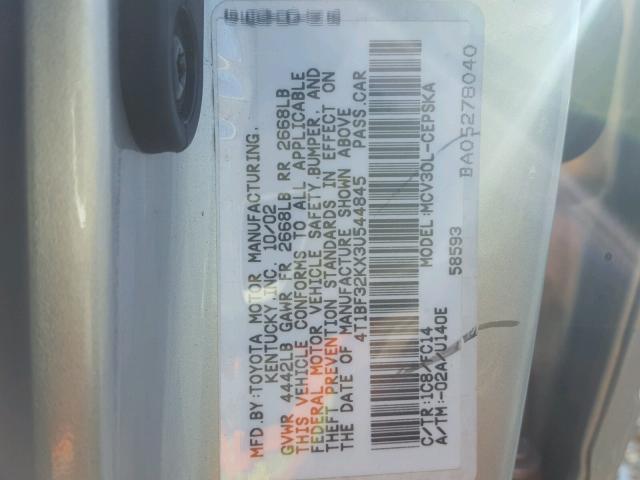 MFD.BY:TOYOTA MOTOR MANUFACTURING,
KENTUCKY,INC. 10/02
GVWR 4442LB GAWR FR 2668LB RR 2668LB
THIS VEHICLE CONFORMS TO ALL APPLICABLE
FEDERAL MOTOR VEHICLE SAFETY,BUMPER, AND
THEFT PREVENTION STANDARDS IN EFFECT ON
THE DATE OF MANUFACTURE SHOWN ABOVE
4T1BF32KX3U544845 PASS.CAR
C/TR:1C8/FC14 MODEL:MCV30L-CEPSKA
A/TM:-02A/U140E 58593
BA05278040